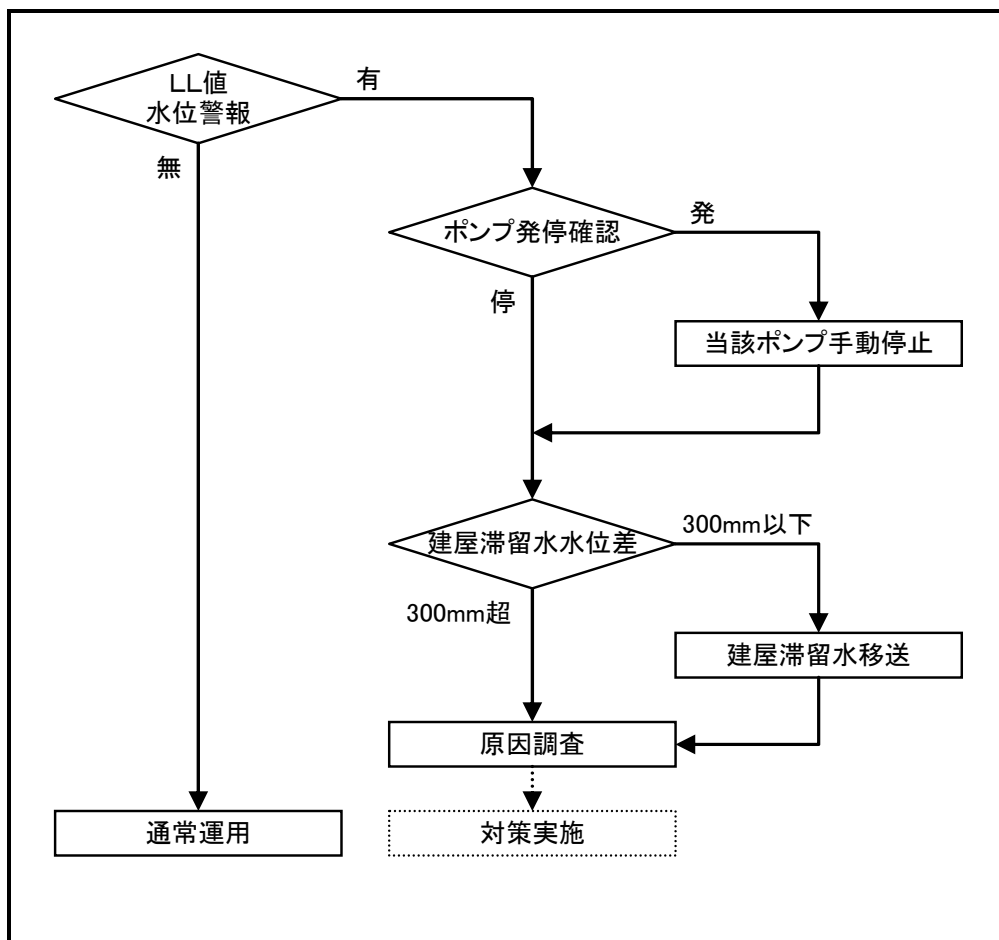 LL値
水位警報
有
無
ポンプ発停確認
発
停
当該ポンプ手動停止
建屋滞留水水位差
300mm以下
300mm超
建屋滞留水移送
原因調査
通常運用
対策実施